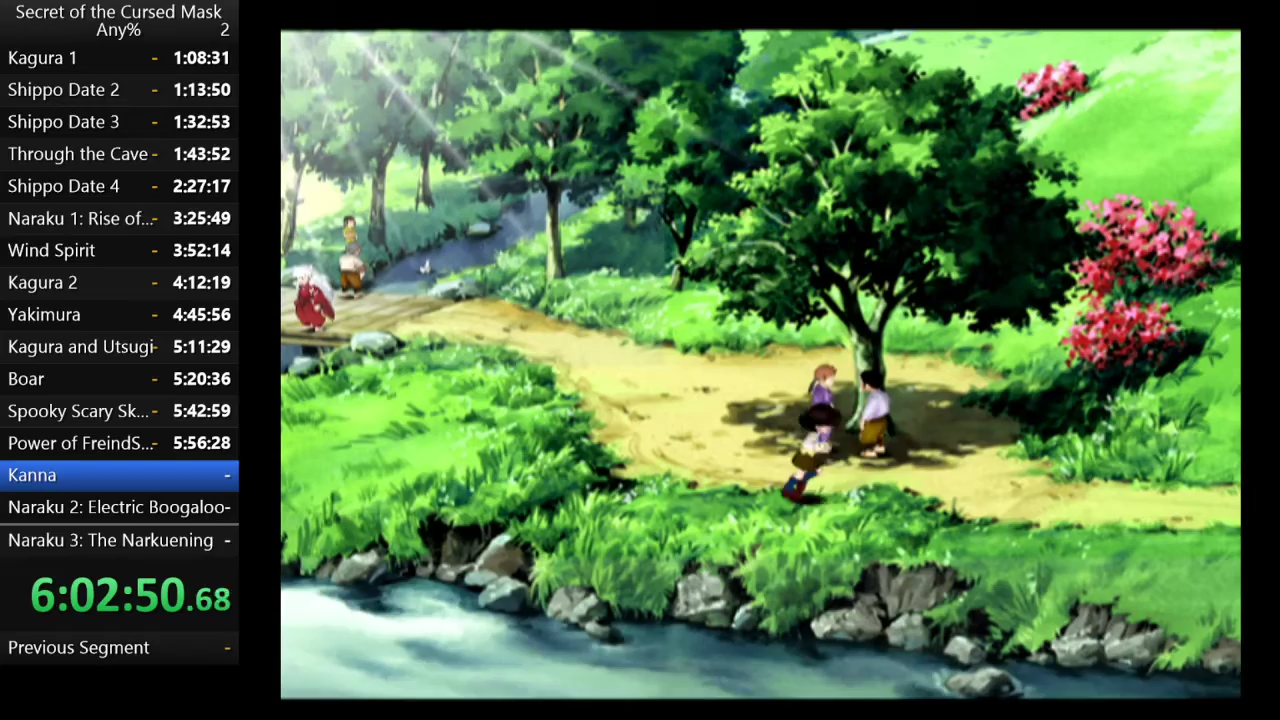 Secret of the Cursed Mask
Any% 2
Kagura 1 - 1:08:31
Shippo Date 2 - 1:13:50
Shippo Date 3 - 1:32:53
Through the Cave - 1:43:52
Shippo Date 4 - 2:27:17
Naraku 1: Rise of... - 3:25:49
Wind Spirit - 3:52:14
Kagura 2 - 4:12:19
Yakimura - 4:45:56
Kagura and Utsugi - 5:11:29
Boar - 5:20:36
Spooky Scary Sk... - 5:42:59
Power of FreindS... - 5:56:28
Kanna -
Naraku 2: Electric Boogaloo -
Naraku 3: The Narkuening -
6:02:50.68
Previous Segment -